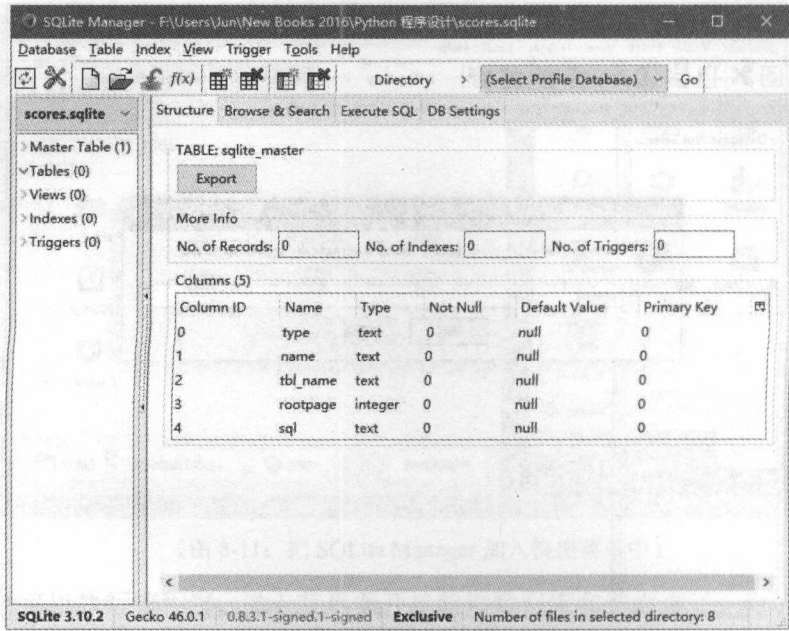 SQLite Manager - F:\Users\Jun\New Books 2016\Python 程序设计\scores.sqlite
Database Table Index View Trigger Tools Help
f(x) Directory (Select Profile Database) Go
scores.sqlite
Structure Browse & Search Execute SQL DB Settings
Master Table (1)
Tables (0)
Views (0)
Indexes (0)
Triggers (0)
TABLE: sqlite_master
Export
More Info
No. of Records: 0 No. of Indexes: 0 No. of Triggers: 0
Columns (5)
Column ID Name Type Not Null Default Value Primary Key
0 type text 0 null 0
1 name text 0 null 0
2 tbl_name text 0 null 0
3 rootpage integer 0 null 0
4 sql text 0 null 0
SQLite 3.10.2 Gecko 46.0.1 0.8.3.1-signed.1-signed Exclusive Number of files in selected directory: 8